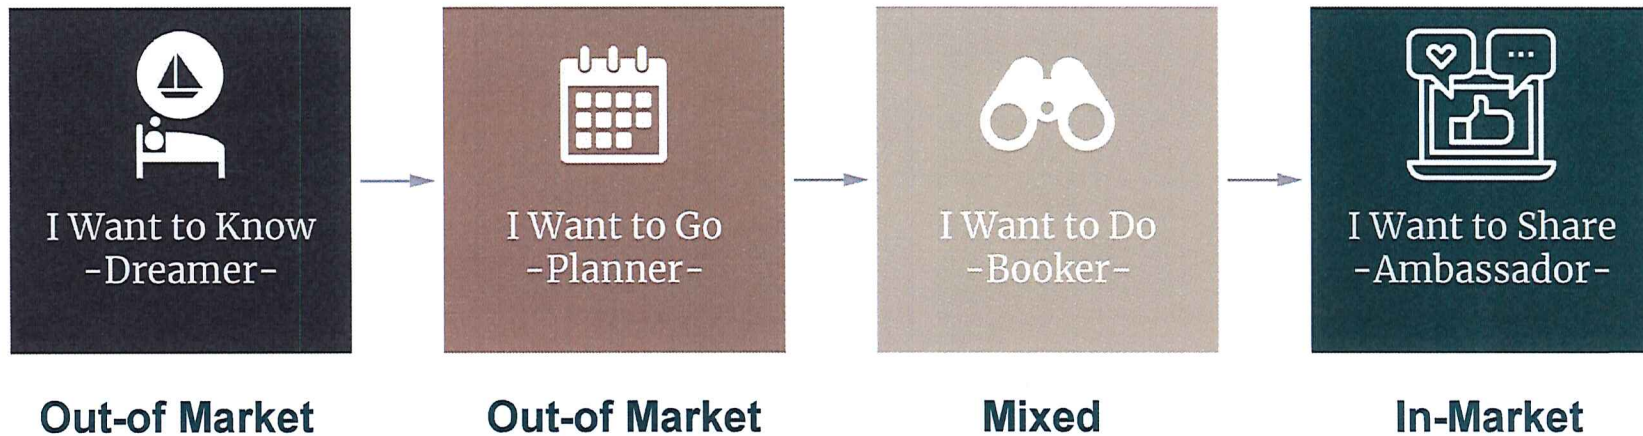 I Want to Know
-Dreamer-
I Want to Go
-Planner-
I Want to Do
-Booker-
I Want to Share
-Ambassador-
Out-of Market
Out-of Market
Mixed
In-Market